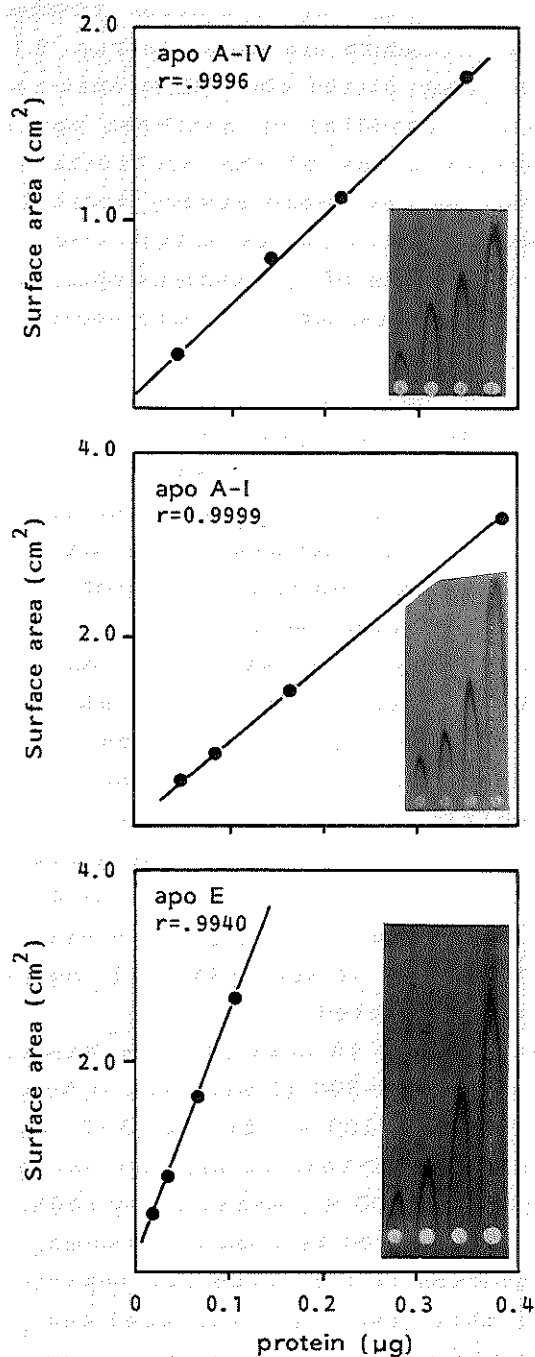 2.0
apo A-IV
r=.9996
1.0
Surface area (cm²)
4.0
apo A-I
r=0.9999
2.0
Surface area (cm²)
4.0
apo E
r=.9940
2.0
Surface area (cm²)
0 0.1 0.2 0.3 0.4
protein (µg)